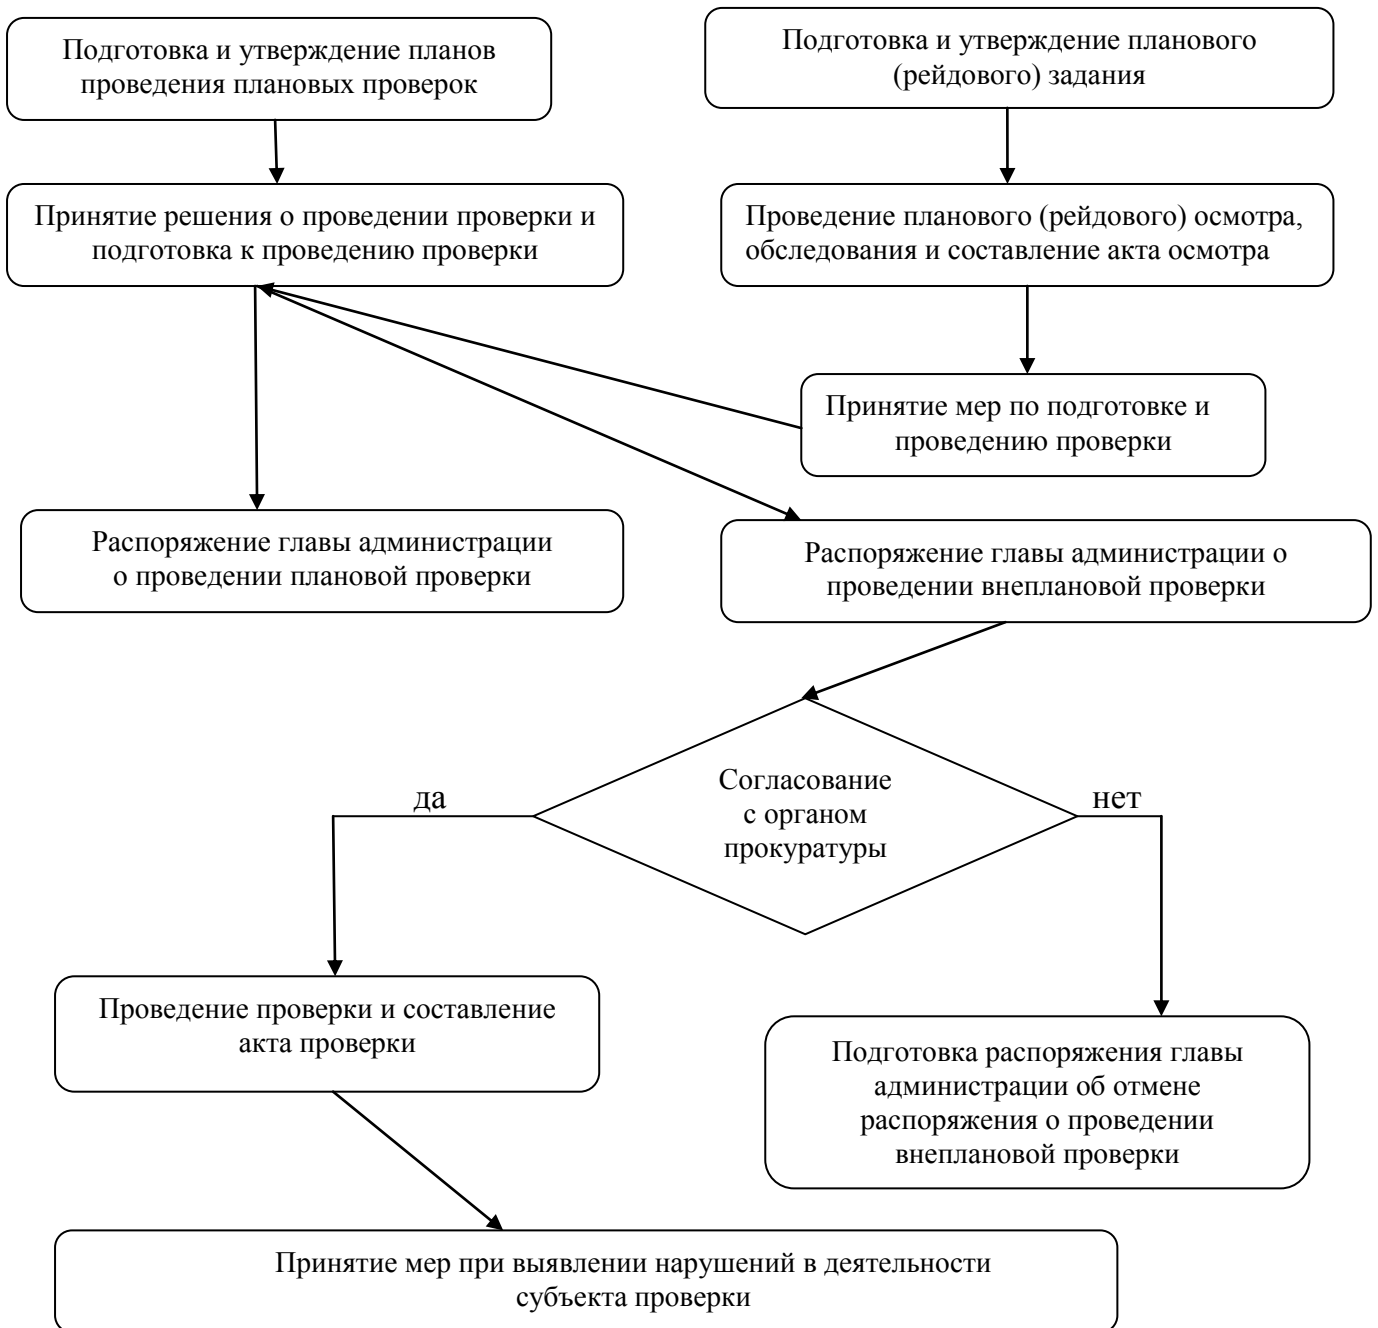 Подготовка и утверждение планов
проведения плановых проверок
Подготовка и утверждение планового
(рейдового) задания
Принятие решения о проведении проверки и
подготовка к проведению проверки
Проведение планового (рейдового) осмотра,
обследования и составление акта осмотра
Принятие мер по подготовке и
проведению проверки
Распоряжение главы администрации
о проведении плановой проверки
Распоряжение главы администрации о
проведении внеплановой проверки
Согласование
с органом
прокуратуры
да
нет
Проведение проверки и составление
акта проверки
Подготовка распоряжения главы
администрации об отмене
распоряжения о проведении
внеплановой проверки
Принятие мер при выявлении нарушений в деятельности
субъекта проверки